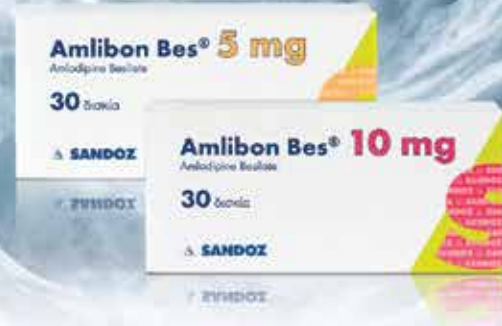 Amlibon Bes® 5 mg
Amlodipine Besilate
30 δισκία
SANDOZ
Amlibon Bes® 10 mg
Amlodipine Besilate
30 δισκία
SANDOZ